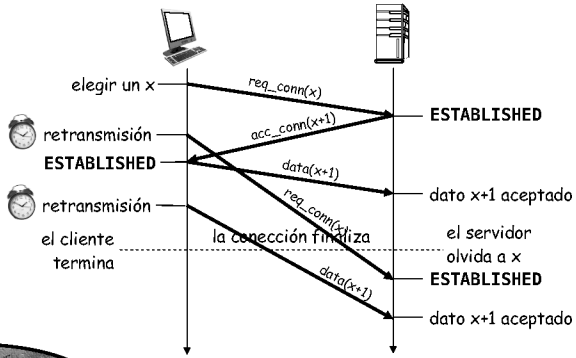 elegir un x
req_conn(x)
ESTABLISHED
acc_conn(x+1)
retransmisión
ESTABLISHED
data(x+1)
dato x+1 aceptado
req_conn(x)
retransmisión
el cliente
termina
la conección finaliza
el servidor
olvida a x
data(x+1)
ESTABLISHED
dato x+1 aceptado